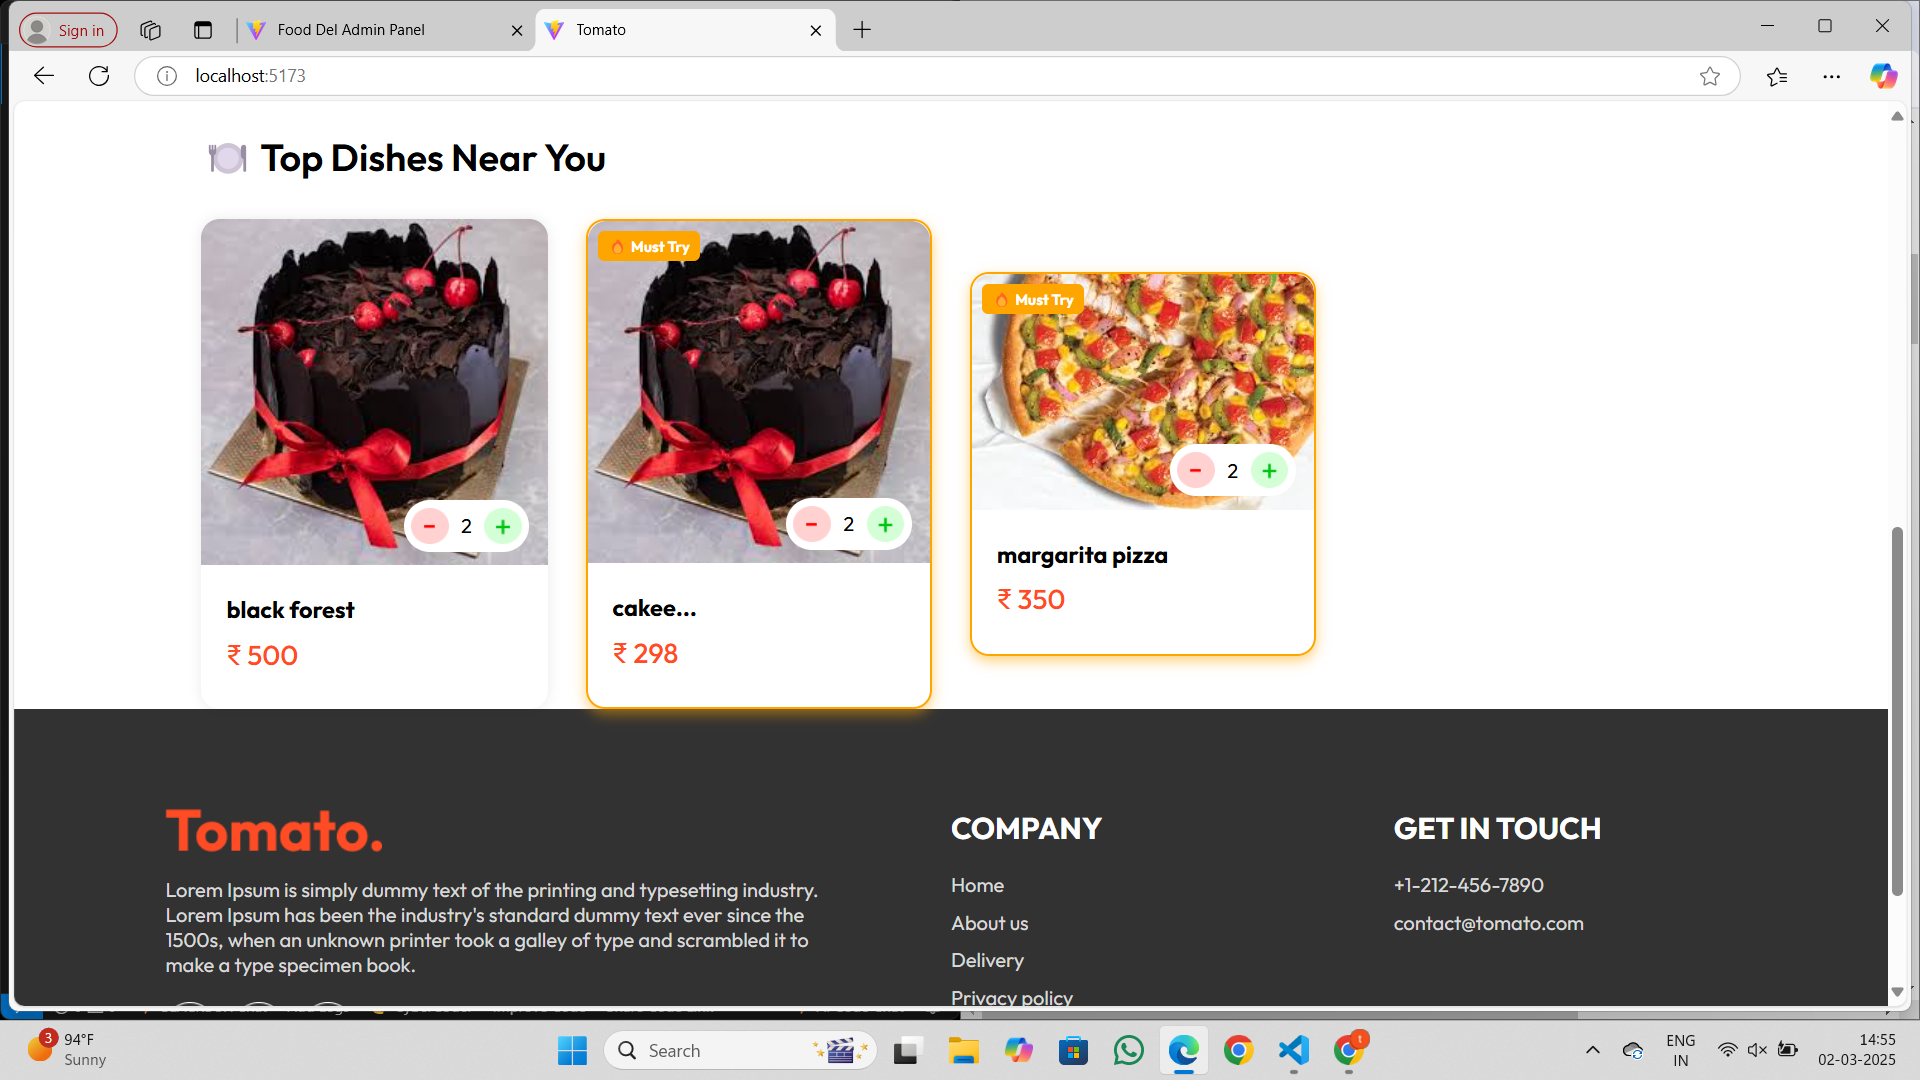 Sign in
Food Del Admin Panel
Tomato
localhost:5173
Top Dishes Near You
Must Try
Must Try
2
2
2
black forest
₹ 500
cakee...
₹ 298
margarita pizza
₹ 350
Tomato.
Lorem Ipsum is simply dummy text of the printing and typesetting industry.
Lorem Ipsum has been the industry's standard dummy text ever since the
1500s, when an unknown printer took a galley of type and scrambled it to
make a type specimen book.
COMPANY
Home
About us
Delivery
Privacy policy
GET IN TOUCH
+1-212-456-7890
contact@tomato.com
3
94°F
Sunny
Search
t
ENG
IN
14:55
02-03-2025